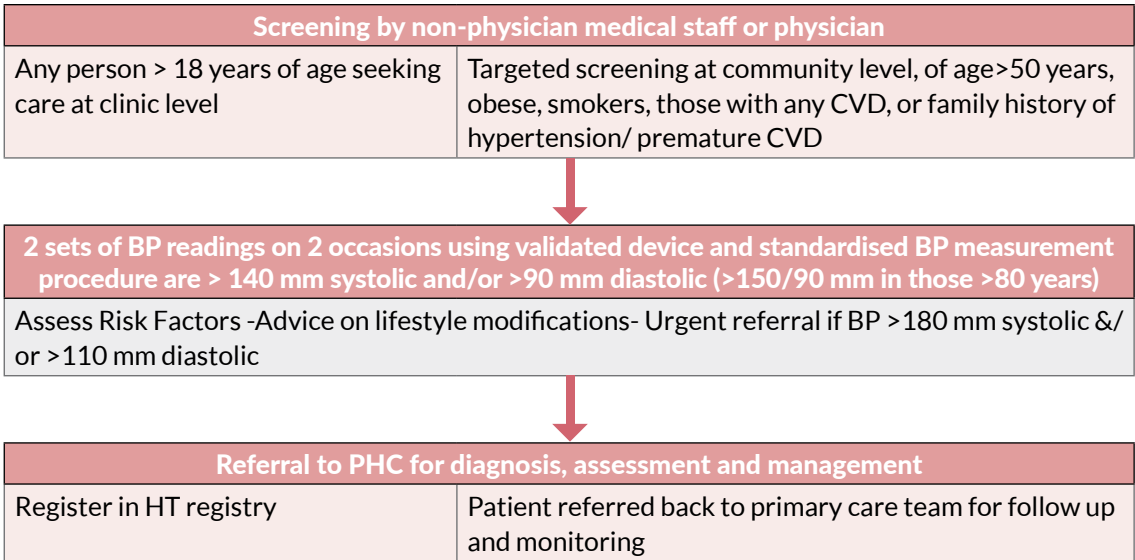 Screening by non-physician medical staff or physician
Any person > 18 years of age seeking
care at clinic level
Targeted screening at community level, of age>50 years,
obese, smokers, those with any CVD, or family history of
hypertension/ premature CVD
2 sets of BP readings on 2 occasions using validated device and standardised BP measurement
procedure are > 140 mm systolic and/or >90 mm diastolic (>150/90 mm in those >80 years)
Assess Risk Factors -Advice on lifestyle modifications- Urgent referral if BP >180 mm systolic &/
or >110 mm diastolic
Referral to PHC for diagnosis, assessment and management
Register in HT registry
Patient referred back to primary care team for follow up
and monitoring